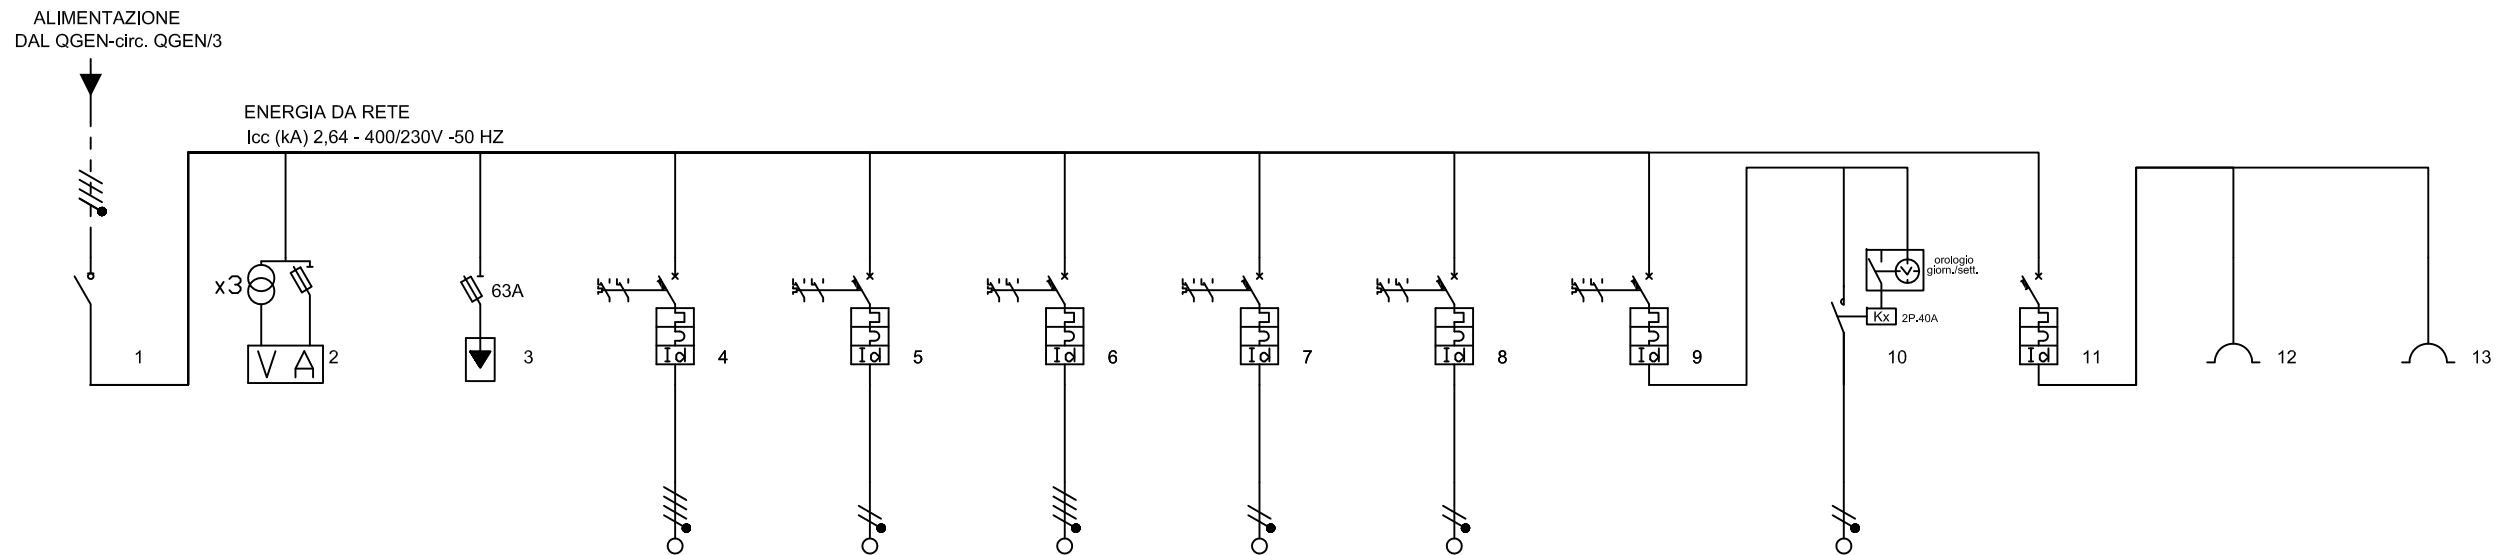 ALIMENTAZIONE
DAL QGEN-circ. QGEN/3
ENERGIA DA RETE
Icc (kA) 2,64 - 400/230V -50 HZ
x3
63A
orologio
giorn./sett.
Kx
2P.40A
V A
Id
Id
Id
Id
Id
Id
Id
1
2
3
4
5
6
7
8
9
10
11
12
13